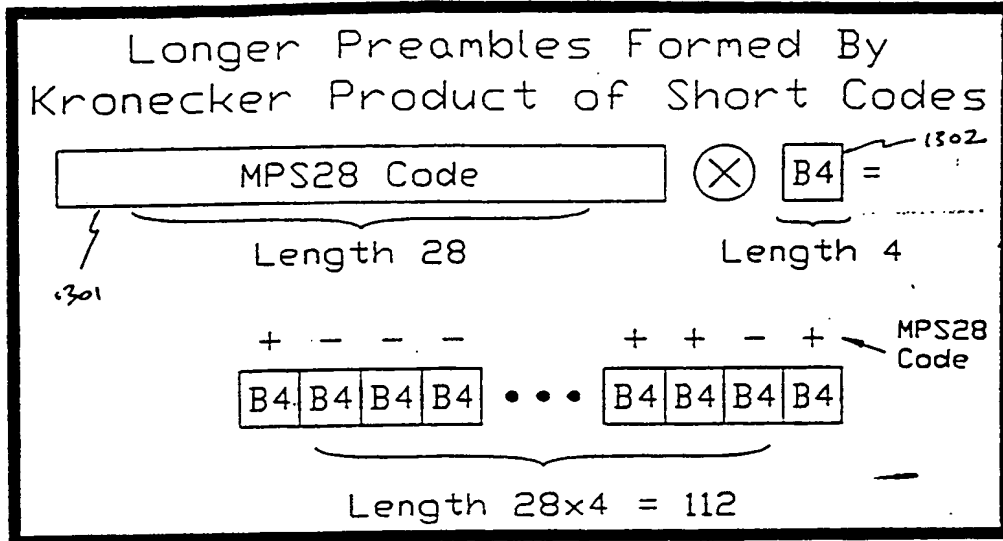 Longer Preambles Formed By
Kronecker Product of Short Codes
1302
MPS28 Code ⊗ B4 =
Length 28 Length 4
1301
+ - - - + + - + MPS28
Code
B4 B4 B4 B4 ••• B4 B4 B4 B4
Length 28x4 = 112